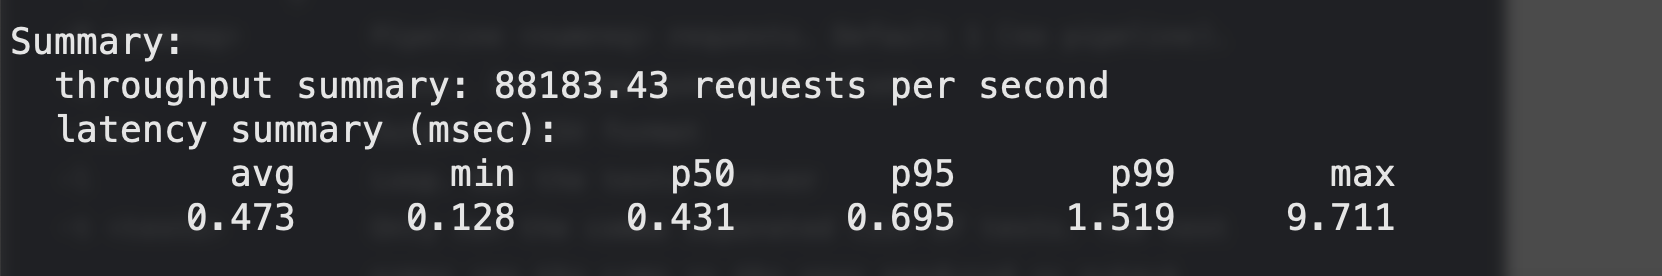 Summary:
throughput summary: 88183.43 requests per second
latency summary (msec):
avg min p50 p95 p99 max
0.473 0.128 0.431 0.695 1.519 9.711